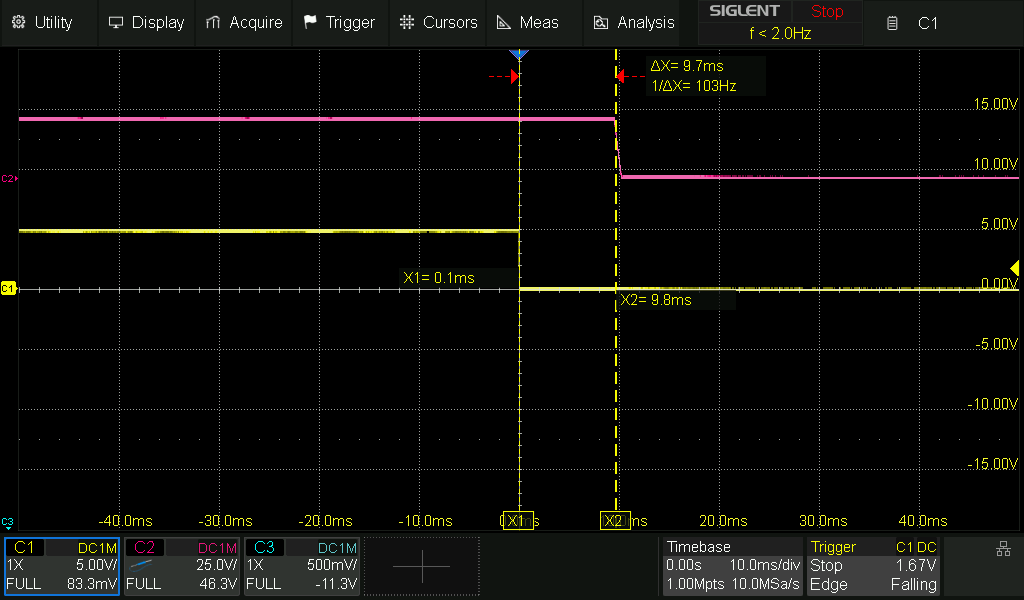 Utility Display Acquire Trigger Cursors Meas Analysis SIGLENT Stop C1
f < 2.0Hz
ΔX= 9.7ms
1/ΔX= 103Hz
15.00V
10.00V
C2
5.00V
X1= 0.1ms
0.00V
C1
X2= 9.8ms
-5.00V
-10.00V
-15.00V
C3 -40.0ms -30.0ms -20.0ms -10.0ms X1 X2 20.0ms 30.0ms 40.0ms
C1 DC1M C2 DC1M C3 DC1M Timebase Trigger C1 DC
1X 5.00V/ 25.0V/ 1X 500mV/ 0.00s 10.0ms/div Stop 1.67V
FULL 83.3mV FULL 46.3V FULL -11.3V 1.00Mpts 10.0MSa/s Edge Falling